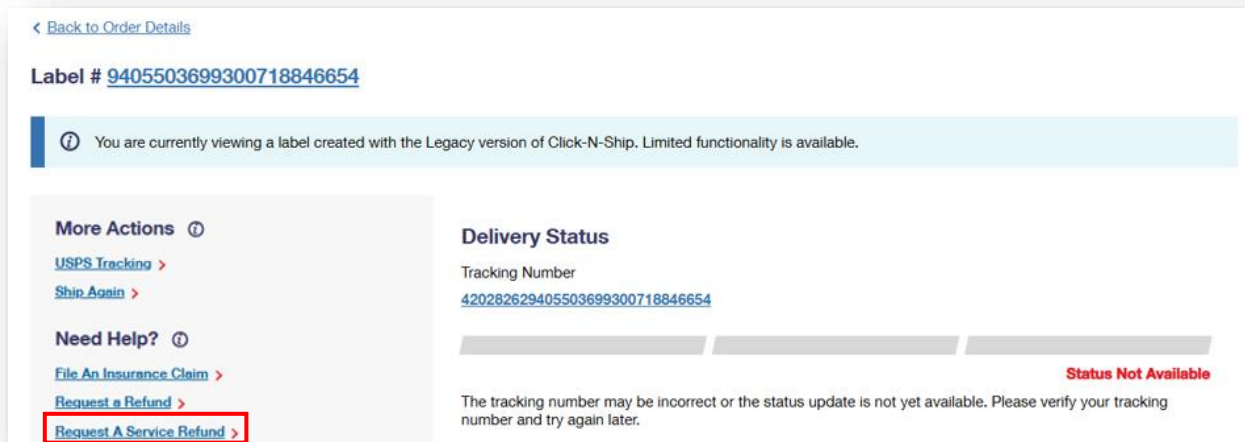 Back to Order Details
Label # 9405503699300718846654
You are currently viewing a label created with the Legacy version of Click-N-Ship. Limited functionality is available.
More Actions
USPS Tracking
Ship Again
Need Help?
File An Insurance Claim
Request a Refund
Request A Service Refund
Delivery Status
Tracking Number
420282629405503699300718846654
Status Not Available
The tracking number may be incorrect or the status update is not yet available. Please verify your tracking
number and try again later.